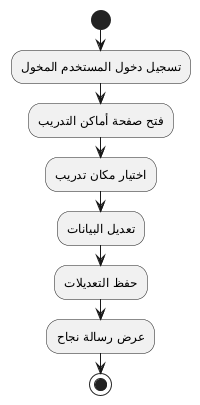 تسجيل دخول المستخدم المخول
فتح صفحة أماكن التدريب
اختيار مكان تدريب
تعديل البيانات
حفظ التعديلات
عرض رسالة نجاح